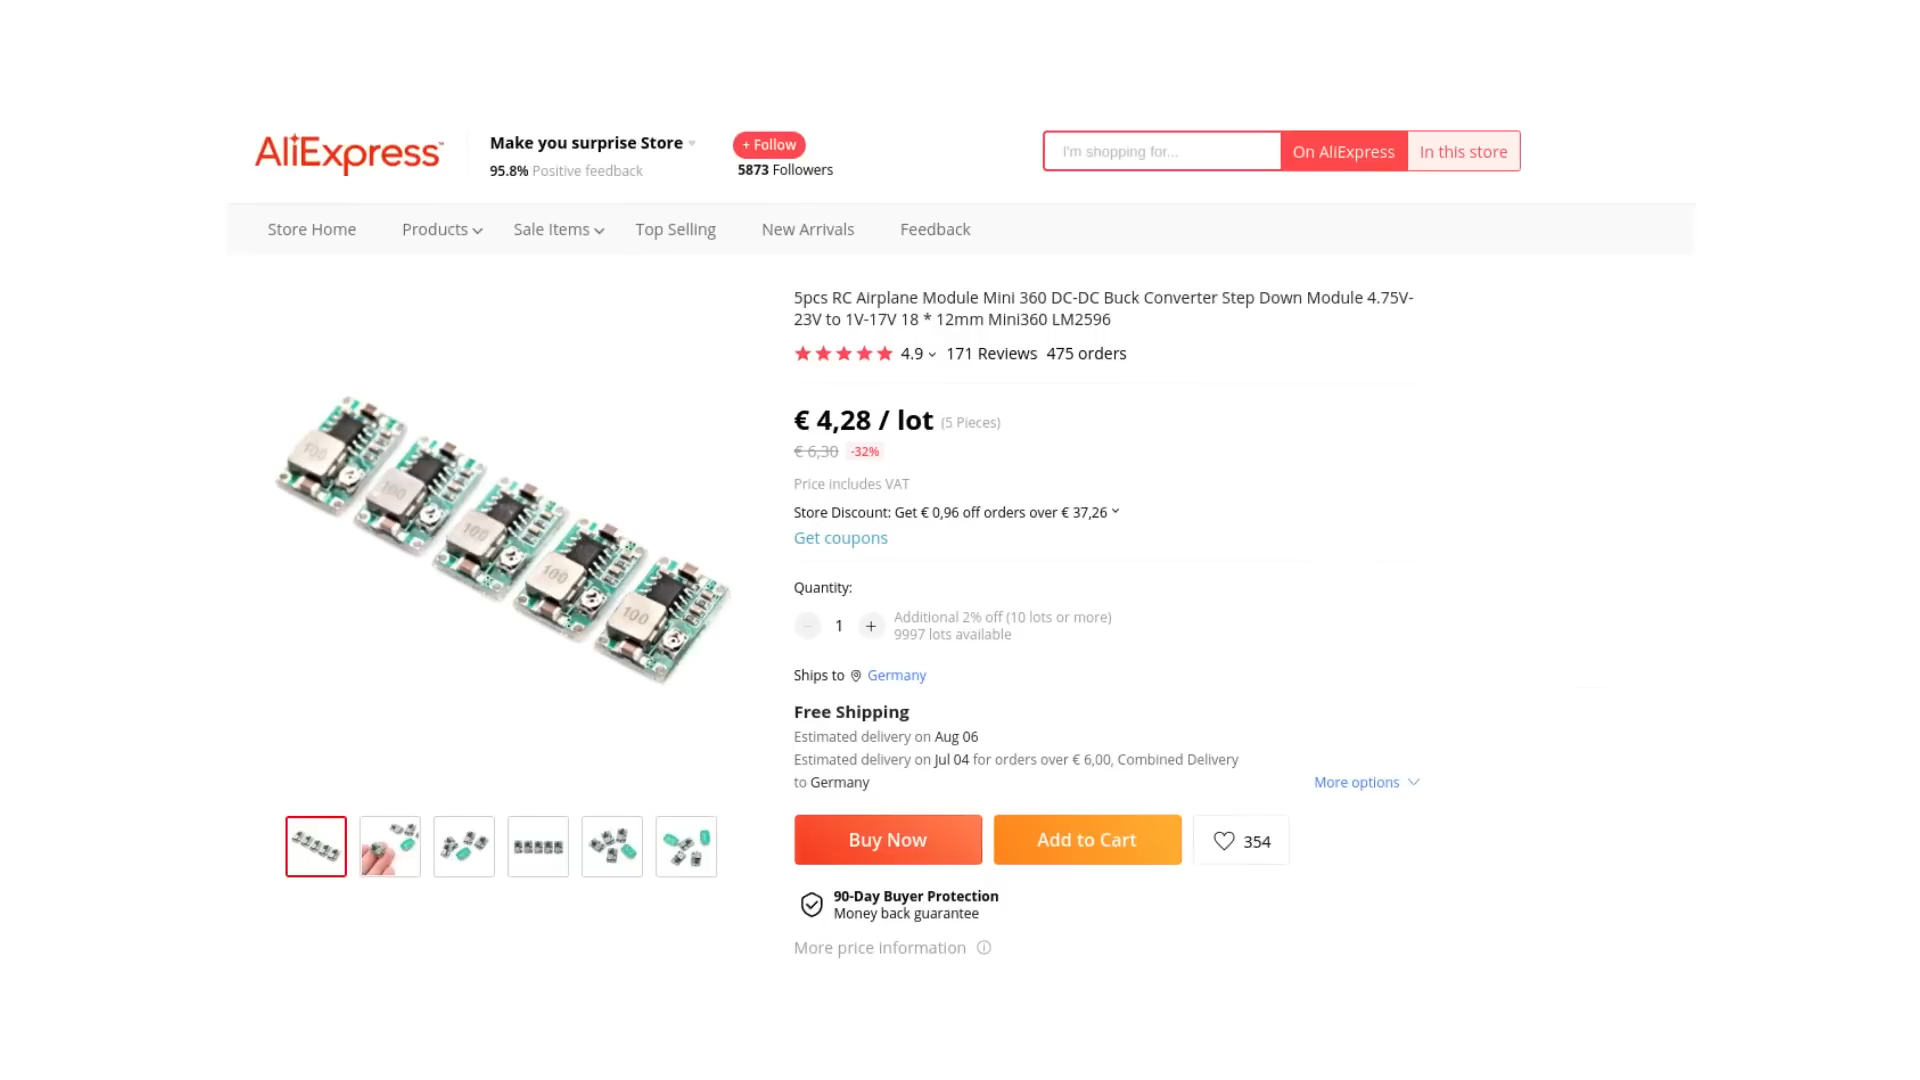 AliExpress™
Make you surprise Store
+ Follow
95.8% Positive feedback
5873 Followers
I'm shopping for...
On AliExpress
In this store
Store Home
Products
Sale Items
Top Selling
New Arrivals
Feedback
5pcs RC Airplane Module Mini 360 DC-DC Buck Converter Step Down Module 4.75V-
23V to 1V-17V 18 * 12mm Mini360 LM2596
4.9 171 Reviews 475 orders
€ 4,28 / lot (5 Pieces)
€ 6,30 -32%
Price includes VAT
Store Discount: Get € 0,96 off orders over € 37,26
Get coupons
Quantity:
− 1 +
Additional 2% off (10 lots or more)
9997 lots available
Ships to Germany
Free Shipping
Estimated delivery on Aug 06
Estimated delivery on Jul 04 for orders over € 6,00, Combined Delivery
to Germany
More options
Buy Now
Add to Cart
354
90-Day Buyer Protection
Money back guarantee
More price information
100
100
100
100
100